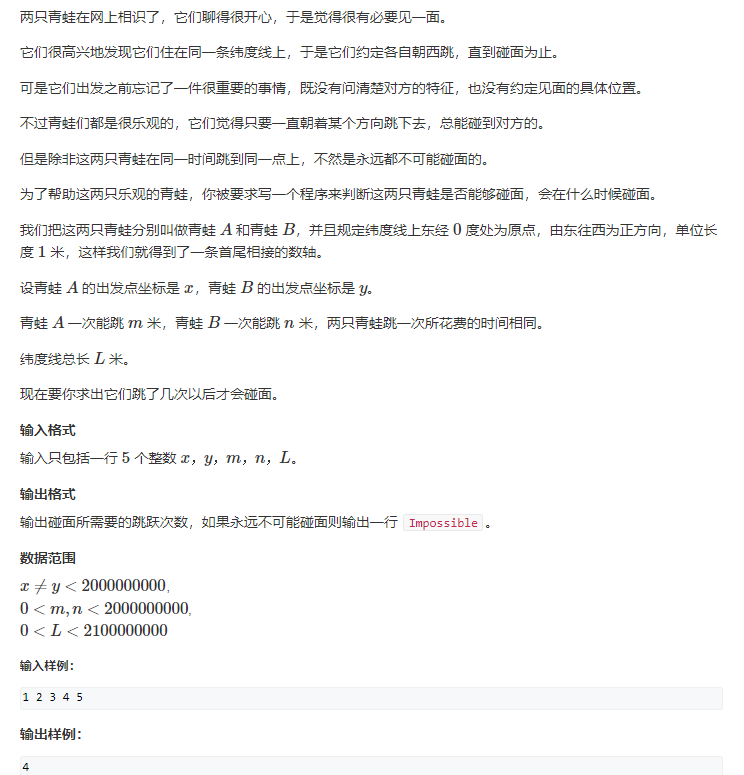 两只青蛙在网上相识了，它们聊得很开心，于是觉得很有必要见一面。
它们很高兴地发现它们住在同一条纬度线上，于是它们约定各自朝西跳，直到碰面为止。
可是它们出发之前忘记了一件很重要的事情，既没有问清楚对方的特征，也没有约定见面的具体位置。
不过青蛙们都是很乐观的，它们觉得只要一直朝着某个方向跳下去，总能碰到对方的。
但是除非这两只青蛙在同一时间跳到同一点上，不然是永远都不可能碰面的。
为了帮助这两只乐观的青蛙，你被要求写一个程序来判断这两只青蛙是否能够碰面，会在什么时候碰面。
我们把这两只青蛙分别叫做青蛙 A 和青蛙 B，并且规定纬度线上东经 0 度处为原点，由东往西为正方向，单位长
度 1 米，这样我们就得到了一条首尾相接的数轴。
设青蛙 A 的出发点坐标是 x，青蛙 B 的出发点坐标是 y。
青蛙 A 一次能跳 m 米，青蛙 B 一次能跳 n 米，两只青蛙跳一次所花费的时间相同。
纬度线总长 L 米。
现在要你求出它们跳了几次以后才会碰面。
输入格式
输入只包括一行 5 个整数 x，y，m，n，L。
输出格式
输出碰面所需要的跳跃次数，如果永远不可能碰面则输出一行 Impossible 。
数据范围
x ≠ y < 2000000000,
0 < m, n < 2000000000,
0 < L < 2100000000
输入样例：
1 2 3 4 5
输出样例：
4